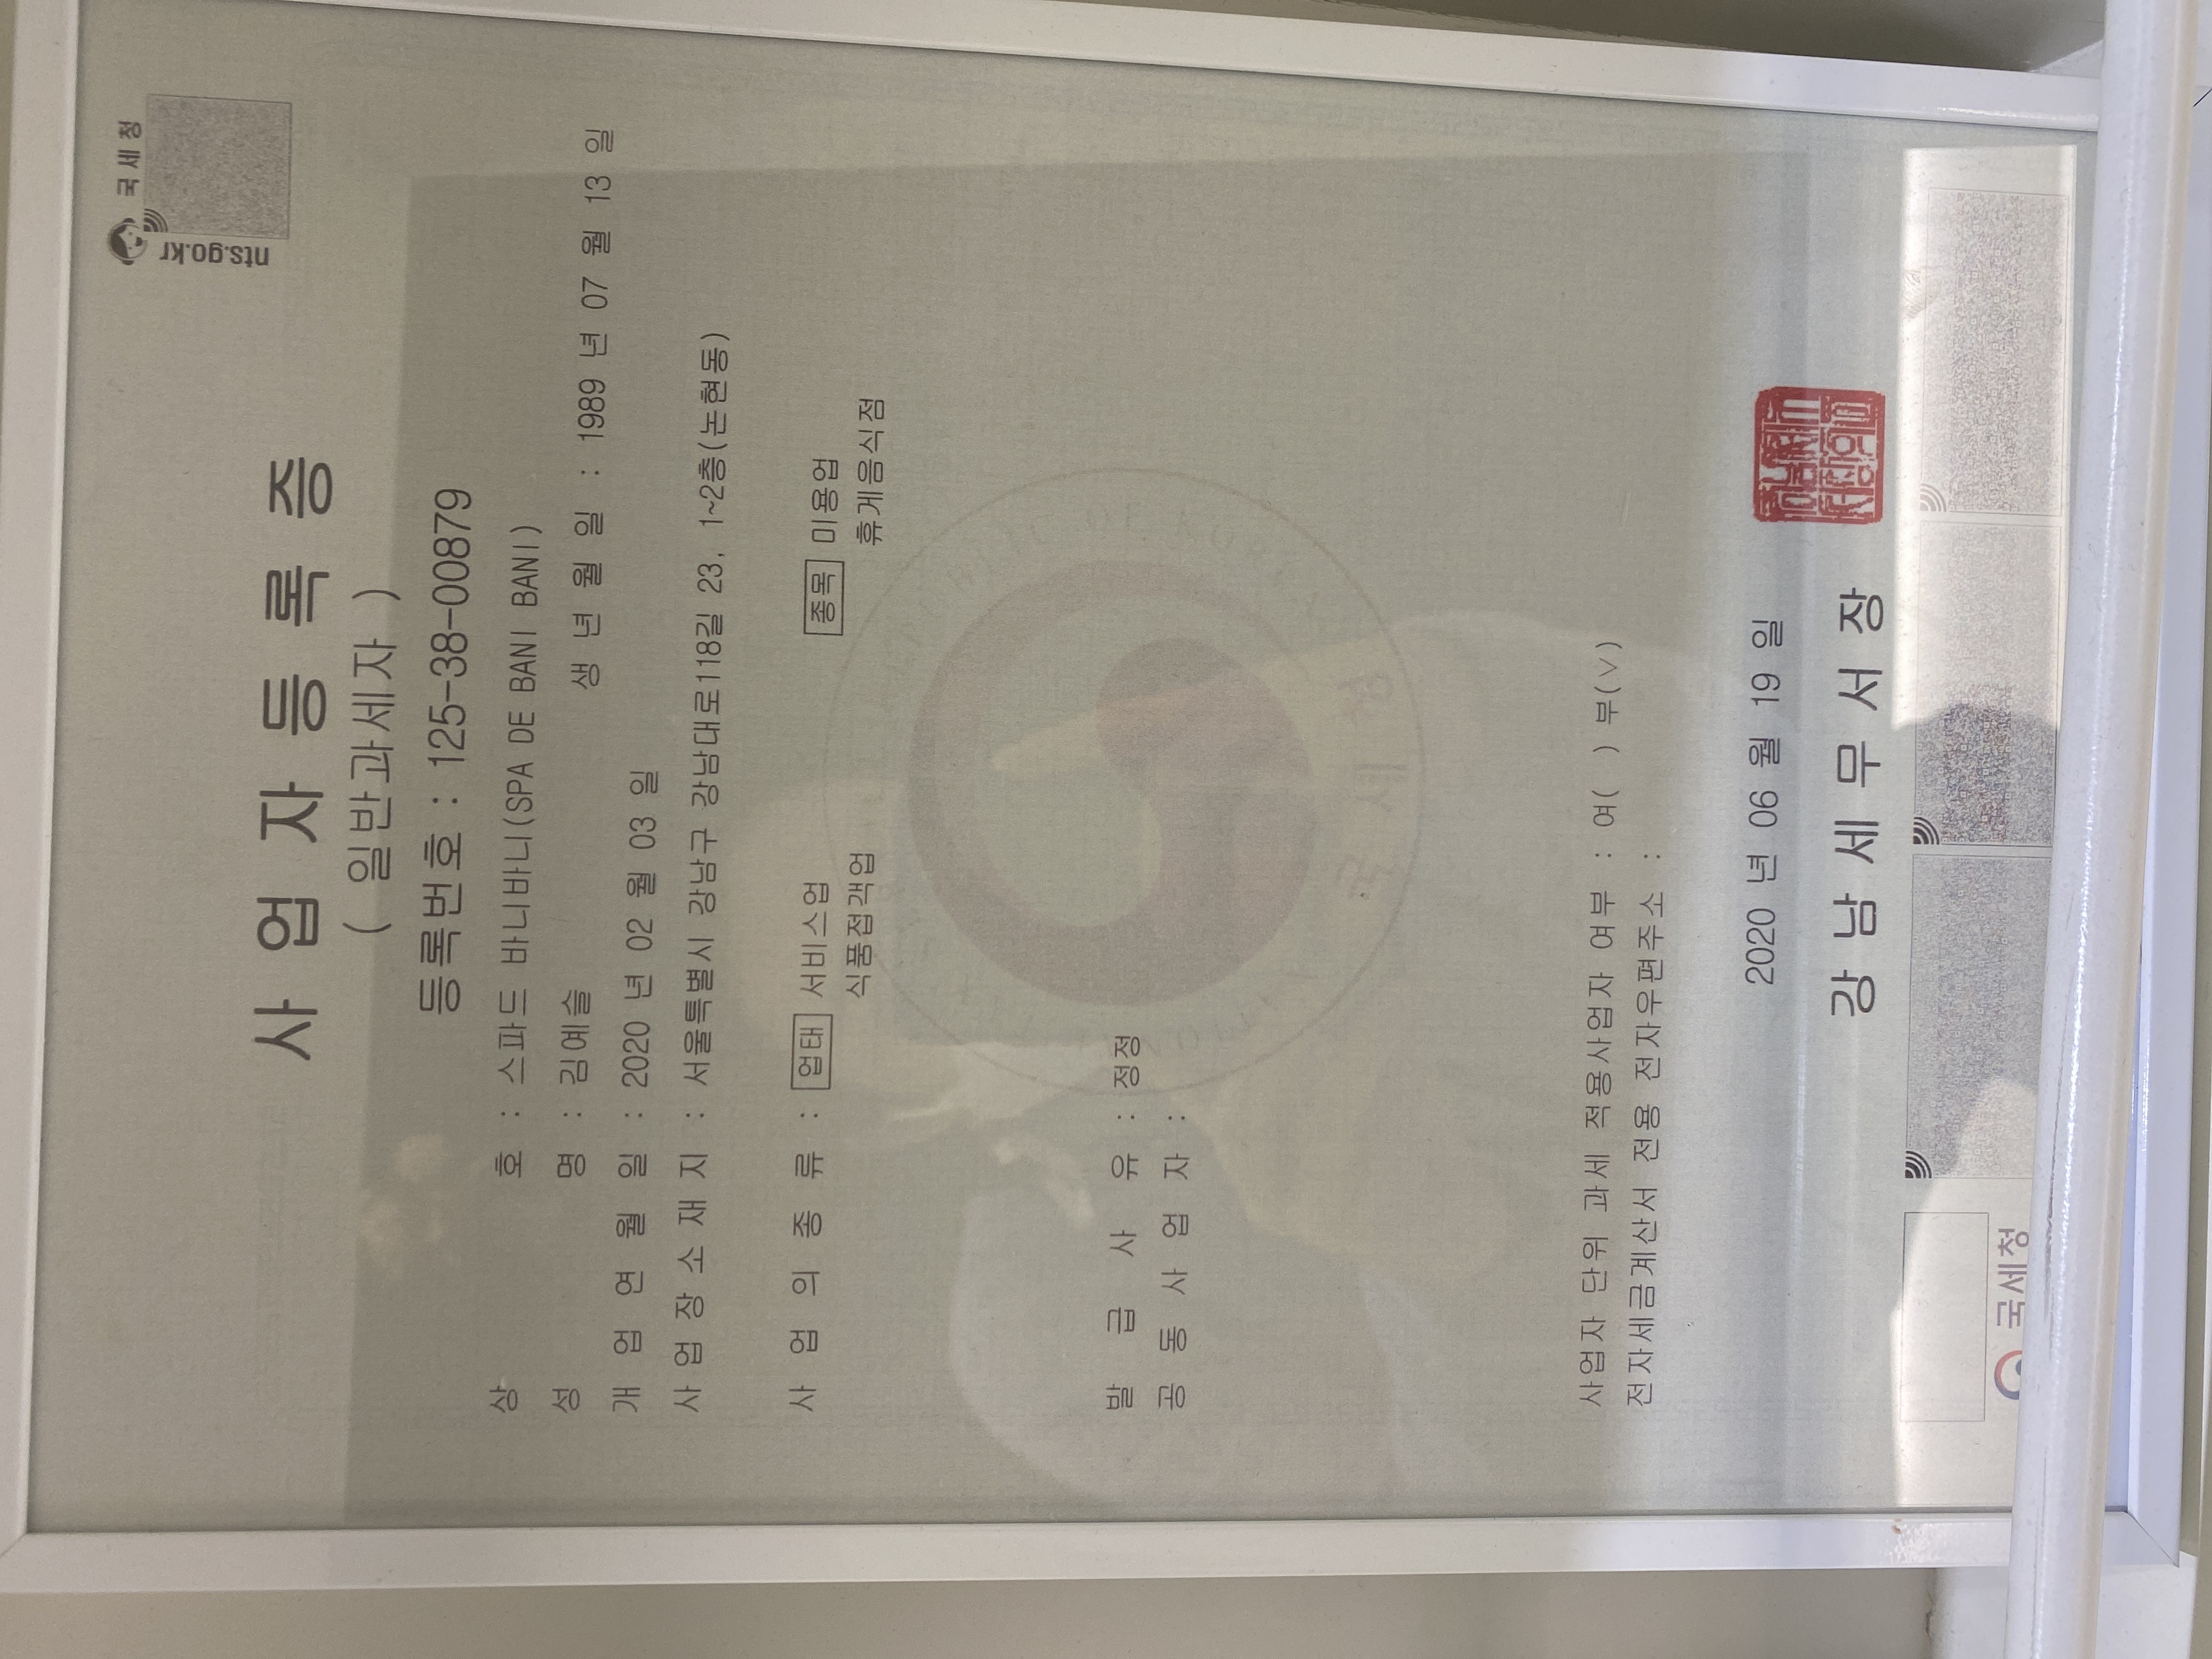 국세청
nts.go.kr
사업자등록증
( 일반과세자 )
등록번호 : 125-38-00879
상 호 : 스파드 바니바니(SPA DE BANI BANI)
성 명 : 김예슬 생 년 월 일 : 1989 년 07 월 13 일
개 업 연 월 일 : 2020 년 02 월 03 일
사 업 장 소 재 지 : 서울특별시 강남구 강남대로118길 23, 1~2층(논현동)
사 업 의 종 류 : 업태 서비스업 종목 미용업
식품접객업 휴게음식점
발 급 사 유 : 정정
공 동 사 업 자 :
사업자 단위 과세 적용사업자 여부 : 여( ) 부(∨)
전자세금계산서 전용 전자우편주소 :
2020 년 06 월 19 일
강 남 세 무 서 장
국세청